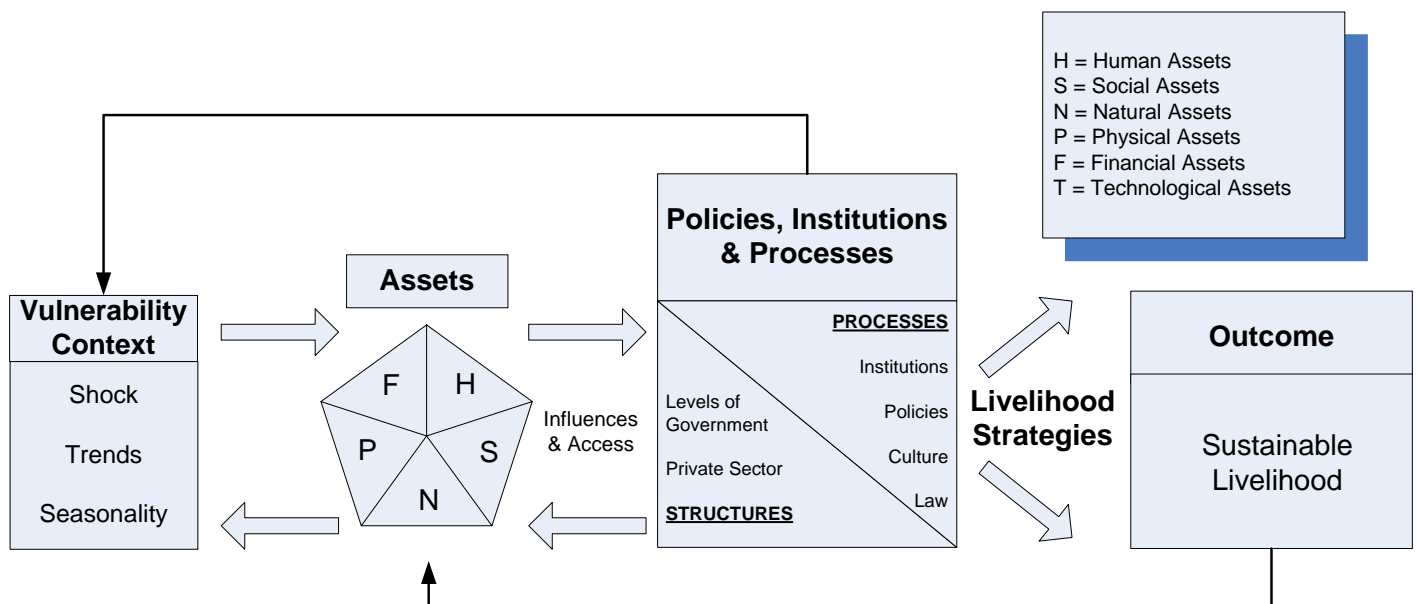 H = Human Assets
S = Social Assets
N = Natural Assets
P = Physical Assets
F = Financial Assets
T = Technological Assets
Vulnerability
Context
Shock
Trends
Seasonality
Assets
F
H
P
S
N
Influences
& Access
Policies, Institutions
& Processes
PROCESSES
Institutions
Policies
Culture
Law
Levels of
Government
Private Sector
STRUCTURES
Livelihood
Strategies
Outcome
Sustainable
Livelihood